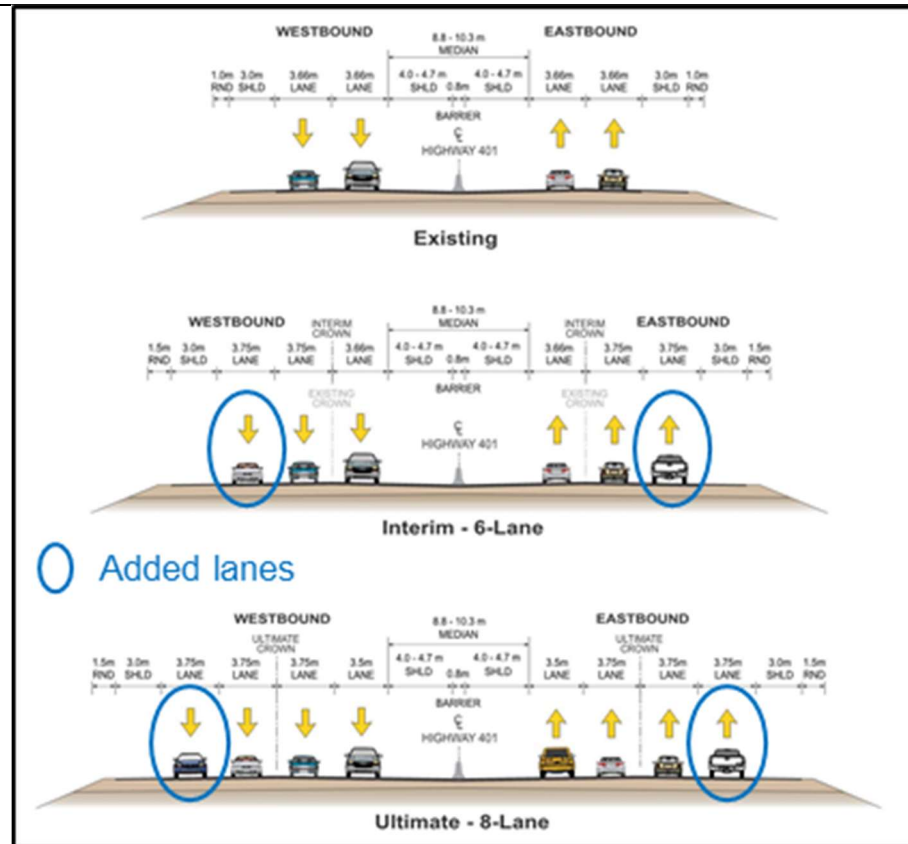 WESTBOUND EASTBOUND
8.8 - 10.3 m
MEDIAN
1.0m 3.0m 3.66m 3.66m 4.0 - 4.7 m 0.8m 4.0 - 4.7 m 3.66m 3.66m 3.0m 1.0m
RND SHLD LANE LANE SHLD SHLD LANE LANE SHLD RND
BARRIER
℄
HIGHWAY 401
Existing
WESTBOUND INTERIM CROWN 8.8 - 10.3 m MEDIAN INTERIM CROWN EASTBOUND
1.5m 3.0m 3.75m 3.75m 3.66m 4.0 - 4.7 m 0.8m 4.0 - 4.7 m 3.66m 3.75m 3.75m 3.0m 1.5m
RND SHLD LANE LANE LANE SHLD SHLD LANE LANE LANE SHLD RND
BARRIER
EXISTING CROWN EXISTING CROWN
℄
HIGHWAY 401
Interim - 6-Lane
Added lanes
WESTBOUND 8.8 - 10.3 m EASTBOUND
ULTIMATE CROWN MEDIAN ULTIMATE CROWN
1.5m 3.0m 3.75m 3.75m 3.75m 3.5m 4.0 - 4.7 m 0.8m 4.0 - 4.7 m 3.5m 3.75m 3.75m 3.75m 3.0m 1.5m
RND SHLD LANE LANE LANE LANE SHLD SHLD LANE LANE LANE LANE SHLD RND
BARRIER
℄
HIGHWAY 401
Ultimate - 8-Lane